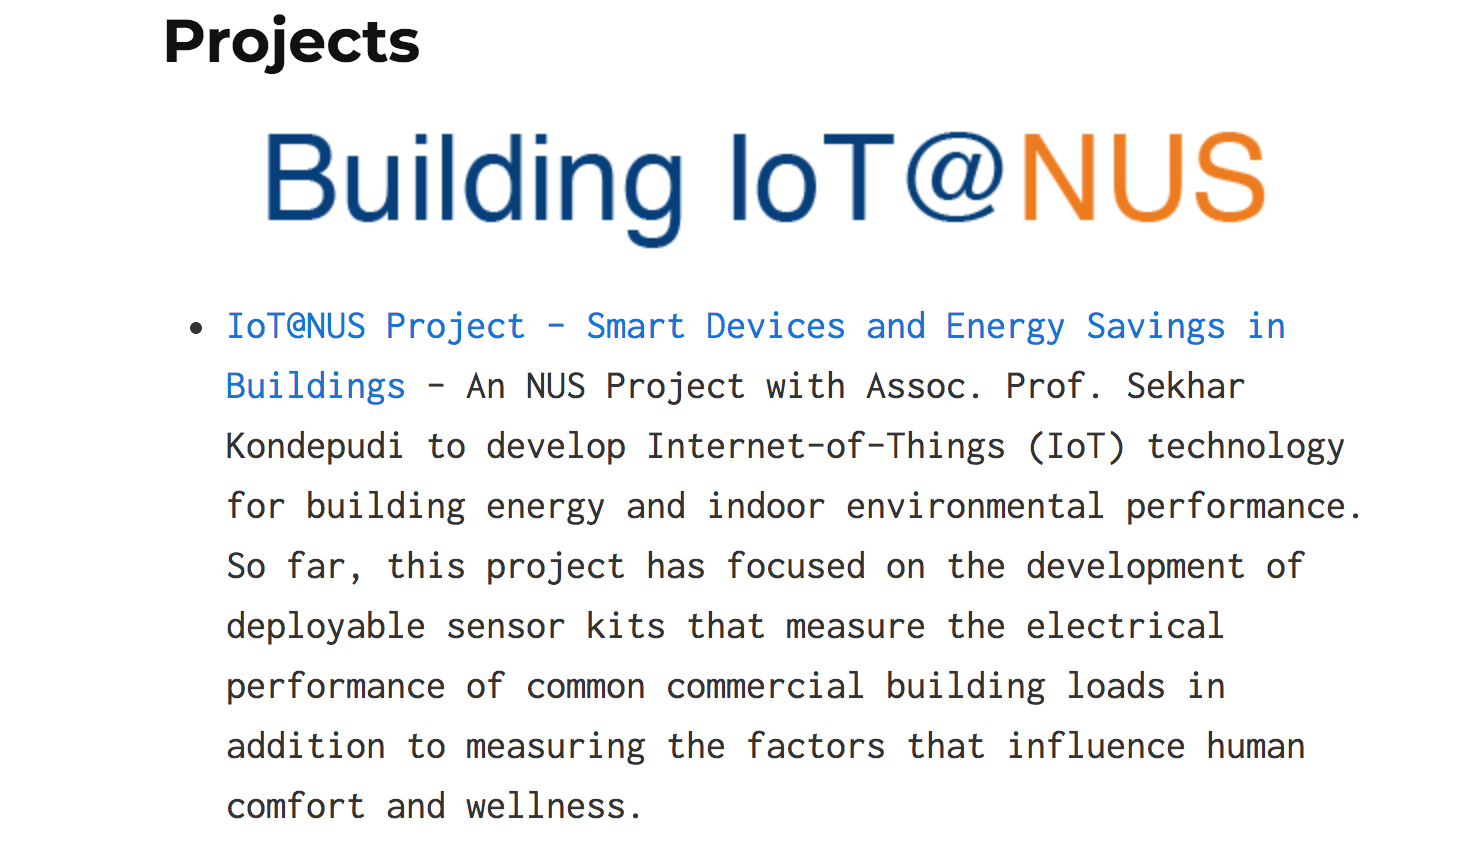 Projects
Building IoT@NUS
• IoT@NUS Project – Smart Devices and Energy Savings in
Buildings – An NUS Project with Assoc. Prof. Sekhar
Kondepudi to develop Internet-of-Things (IoT) technology
for building energy and indoor environmental performance.
So far, this project has focused on the development of
deployable sensor kits that measure the electrical
performance of common commercial building loads in
addition to measuring the factors that influence human
comfort and wellness.